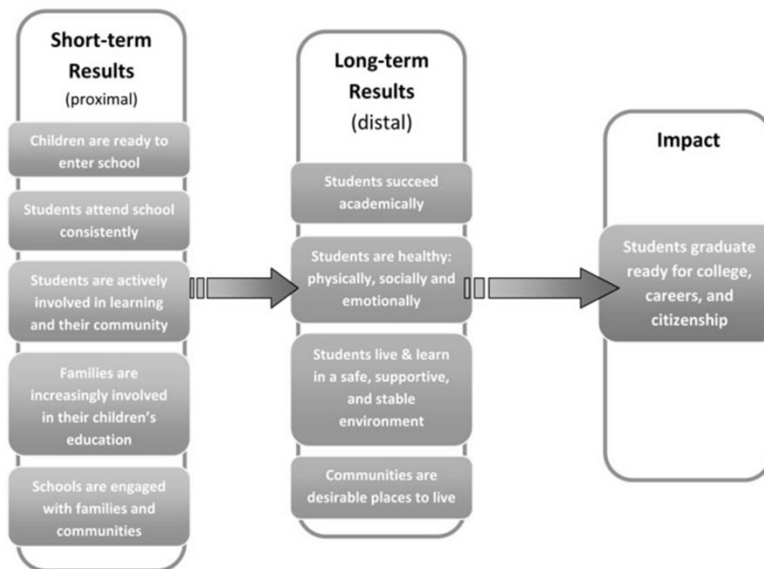 Short-term
Results
(proximal)
Children are ready to
enter school
Students attend school
consistently
Students are actively
involved in learning
and their community
Families are
increasingly involved
in their children's
education
Schools are engaged
with families and
communities
Long-term
Results
(distal)
Students succeed
academically
Students are healthy:
physically, socially and
emotionally
Students live & learn
in a safe, supportive,
and stable
environment
Communities are
desirable places to live
Impact
Students graduate
ready for college,
careers, and
citizenship